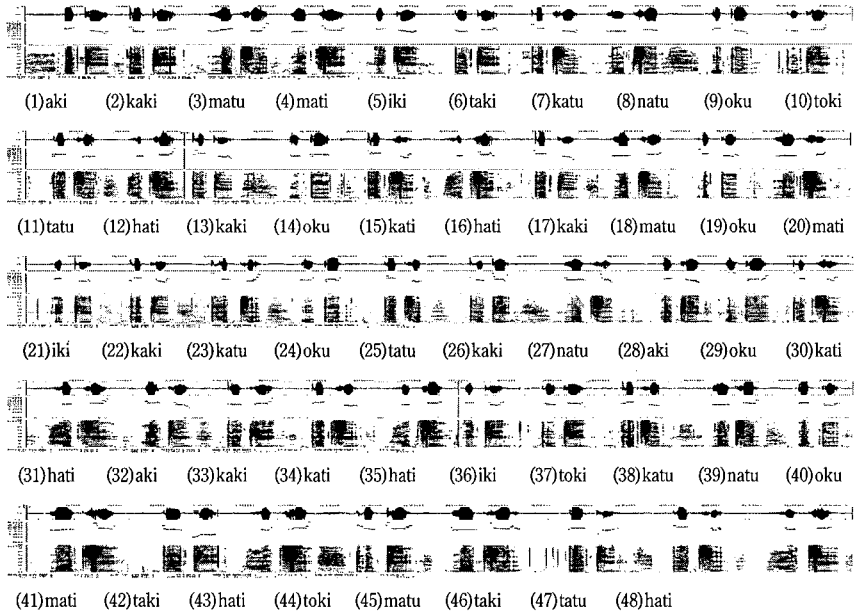 (1)aki (2)kaki (3)matu (4)mati (5)iki (6)taki (7)katu (8)natu (9)oku (10)toki
(11)tatu (12)hati (13)kaki (14)oku (15)kati (16)hati (17)kaki (18)matu (19)oku (20)mati
(21)iki (22)kaki (23)katu (24)oku (25)tatu (26)kaki (27)natu (28)aki (29)oku (30)kati
(31)hati (32)aki (33)kaki (34)kati (35)hati (36)iki (37)toki (38)katu (39)natu (40)oku
(41)mati (42)taki (43)hati (44)toki (45)matu (46)taki (47)tatu (48)hati